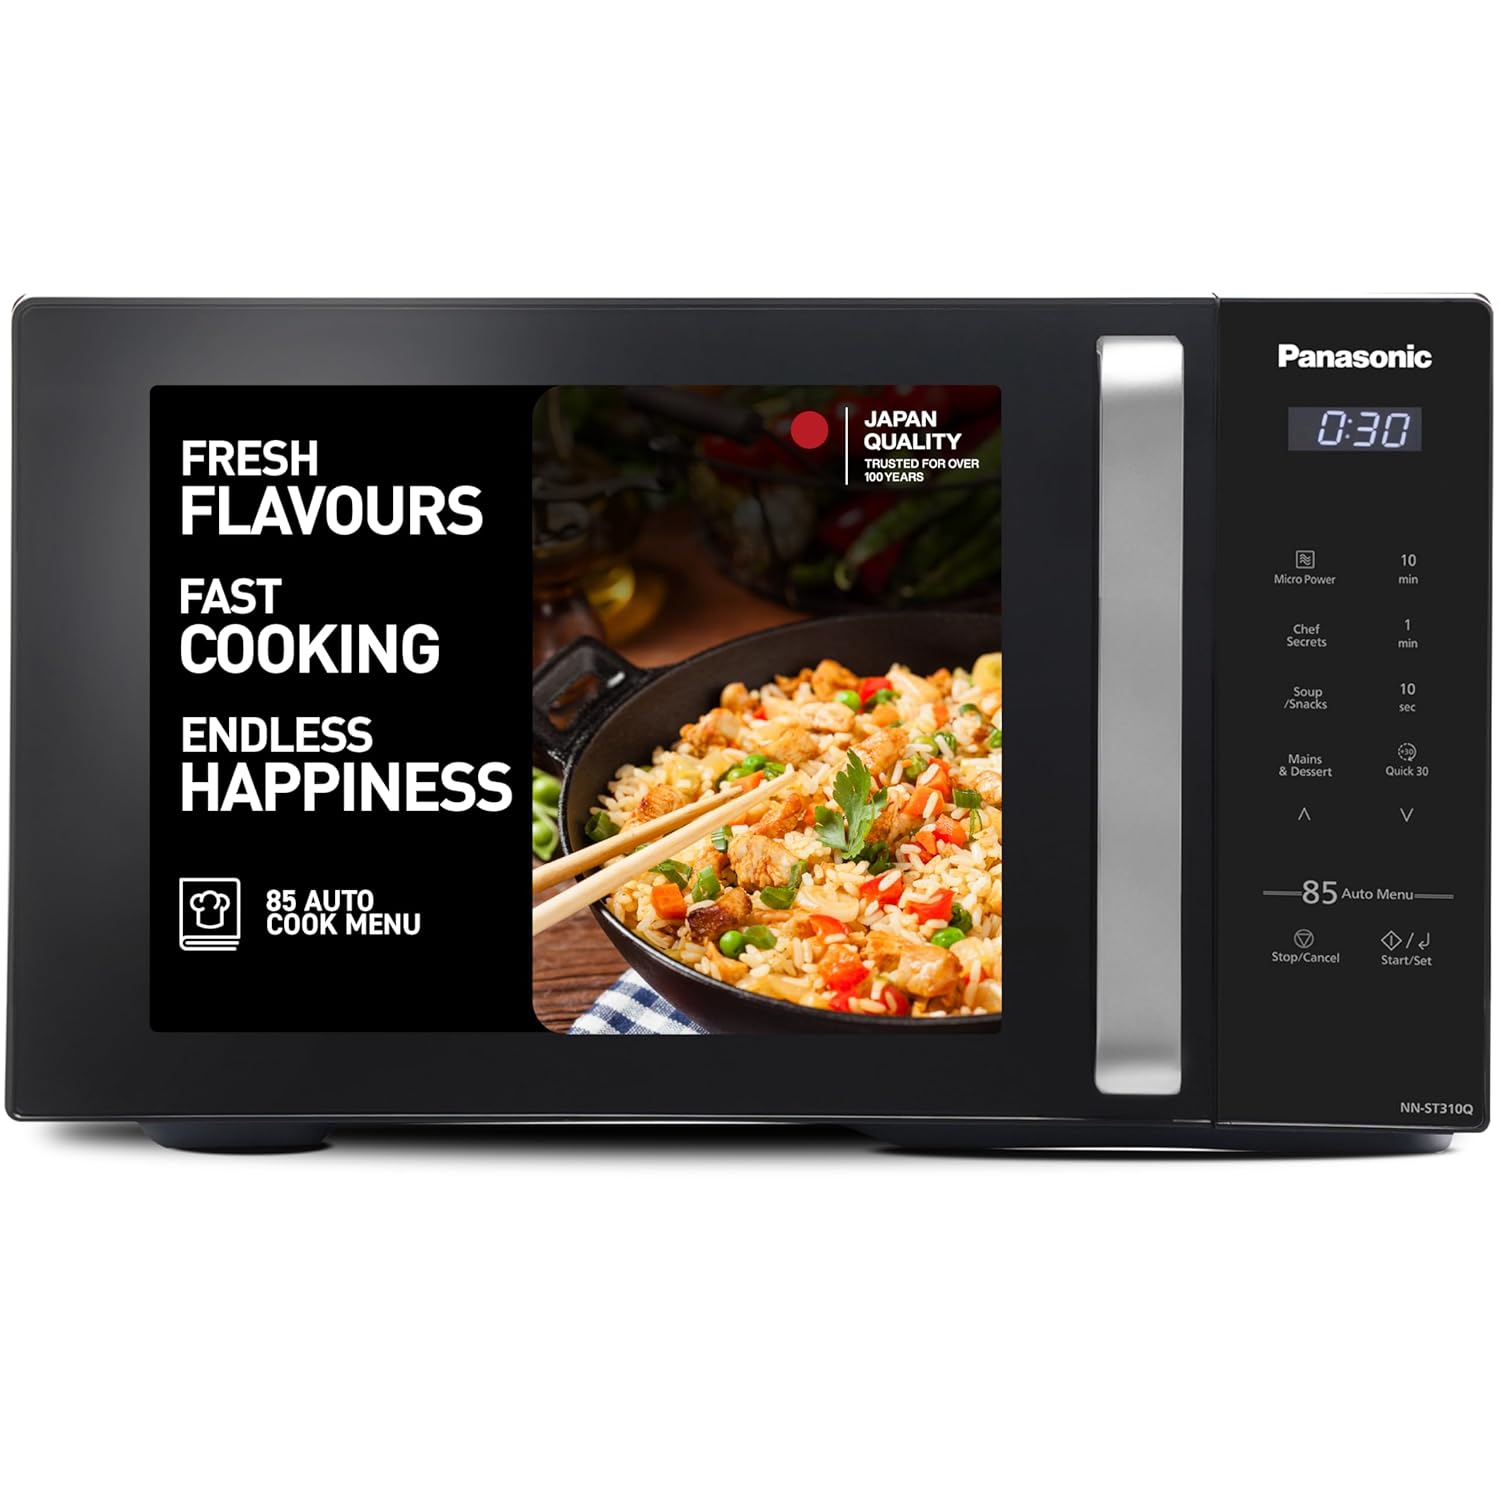 FRESH
FLAVOURS
FAST
COOKING
ENDLESS
HAPPINESS
85 AUTO
COOK MENU
JAPAN
QUALITY
TRUSTED FOR OVER
100 YEARS
Panasonic
0:30
Micro Power
10
min
Chef
Secrets
1
min
Soup
/Snacks
10
sec
Mains
& Dessert
+30
Quick 30
85 Auto Menu
Stop/Cancel
/
Start/Set
NN-ST310Q